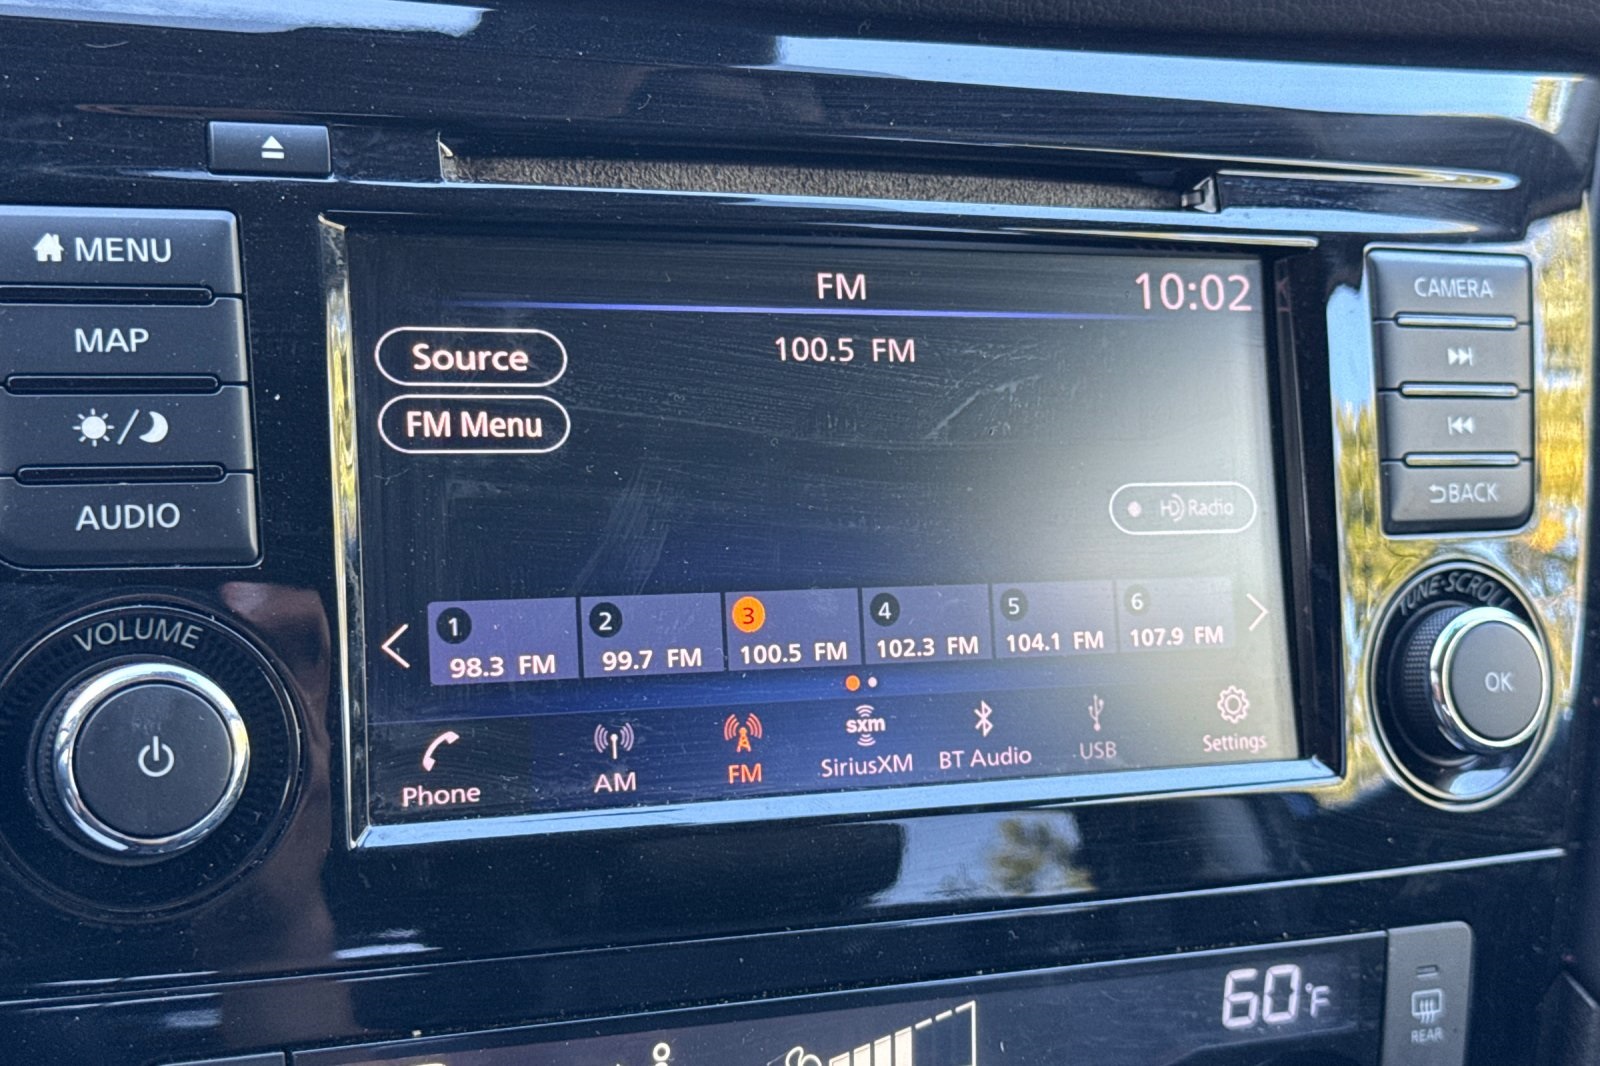 MENU
MAP
AUDIO
VOLUME
FM
10:02
Source
100.5 FM
FM Menu
HD Radio
1
98.3 FM
2
99.7 FM
3
100.5 FM
4
102.3 FM
5
104.1 FM
6
107.9 FM
Phone
AM
FM
sxm
SiriusXM
BT Audio
USB
Settings
CAMERA
BACK
TUNE·SCROLL
OK
60°F
REAR